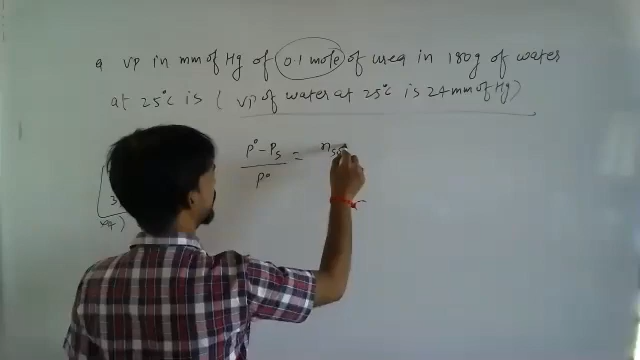 Q VP in mm of Hg of 0.1 mole of urea in 180g of water
at 25°C is ( VP of water at 25°C is 24 mm of Hg)
P° - Ps
P°
=
3